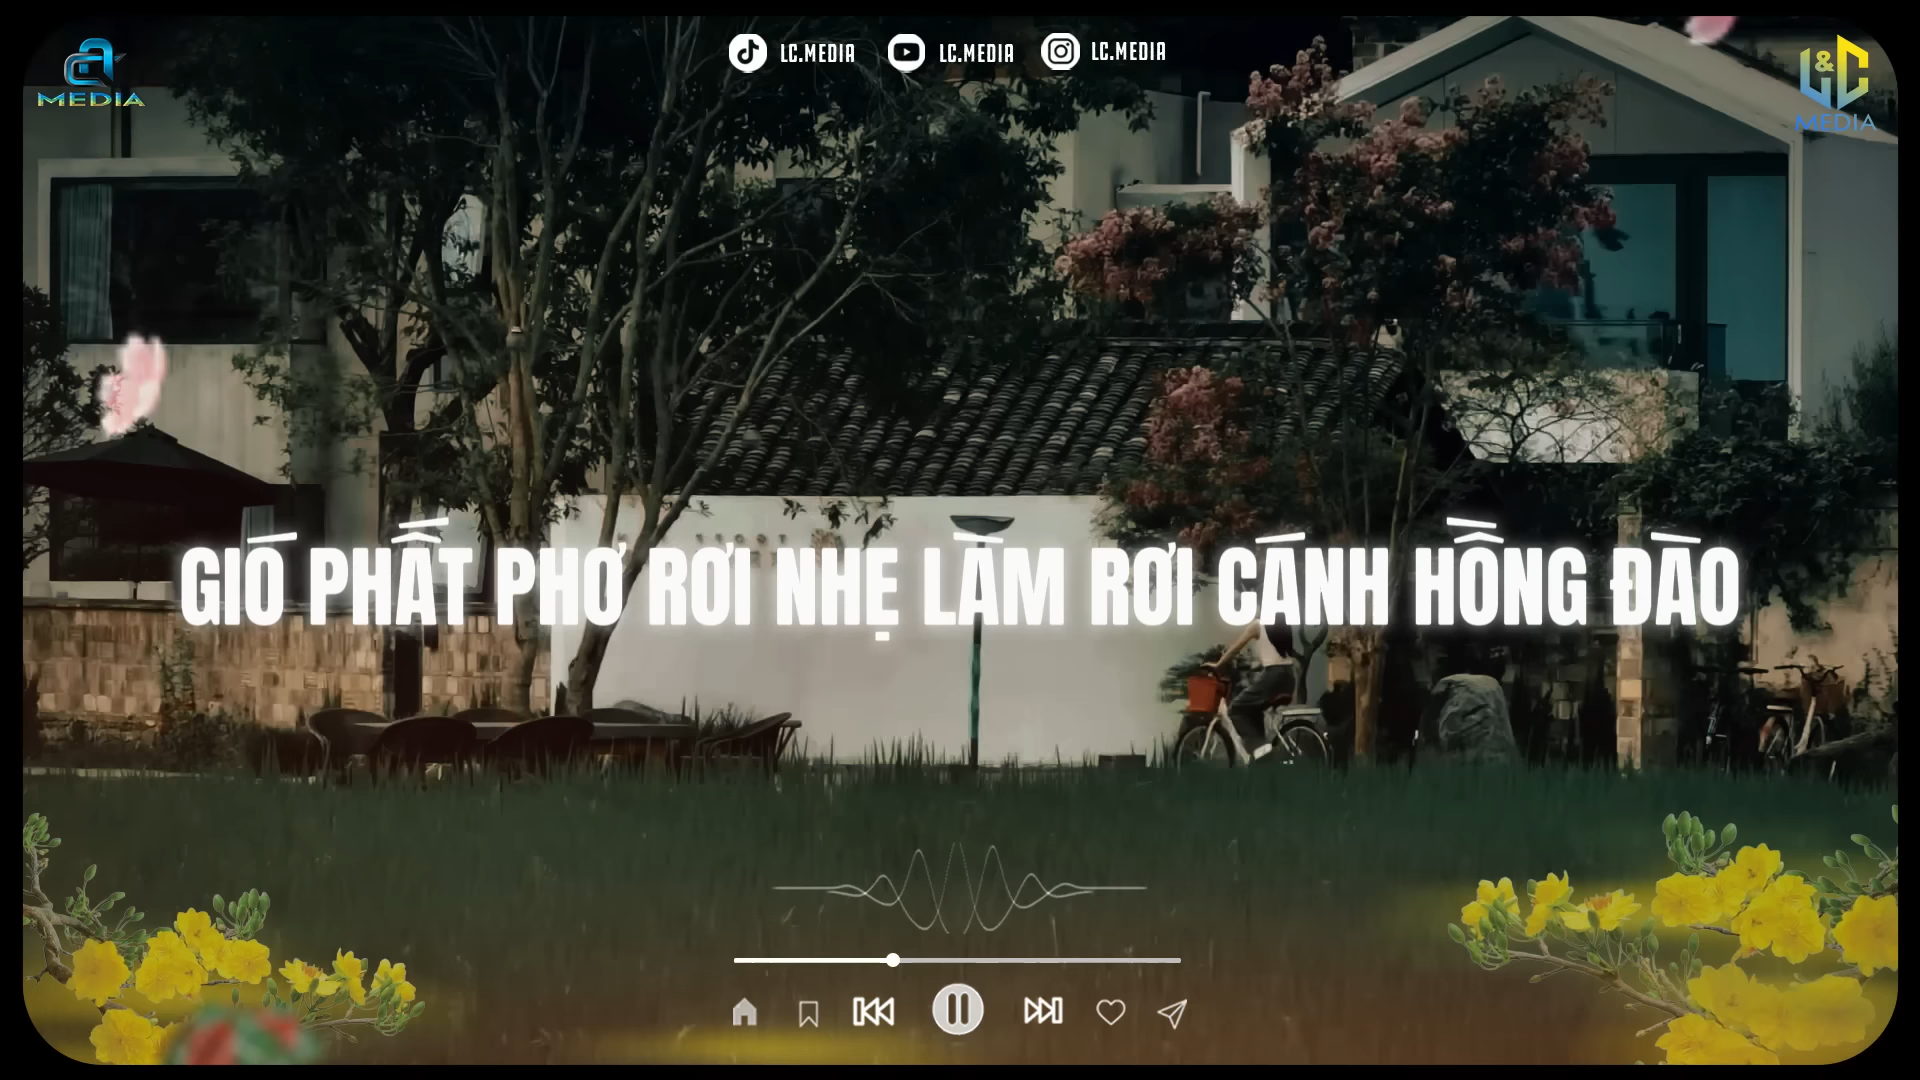 a
MEDIA
LC.MEDIA
LC.MEDIA
LC.MEDIA
L&C
MEDIA
GIÓ PHẤT PHƠ RƠI NHẸ LÀM RƠI CÁNH HỒNG ĐÀO